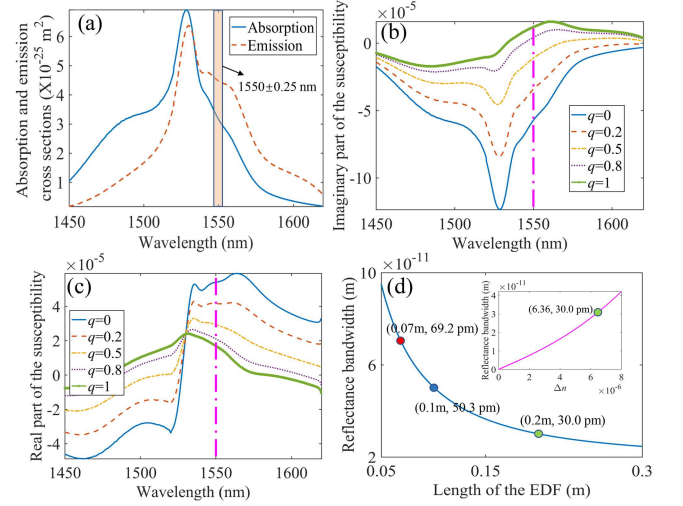 (a)
Absorption
Emission
1550±0.25 nm
Absorption and emission
cross sections (X10⁻²⁵ m²)
6
5
4
3
2
1
1450
1500
1550
1600
Wavelength (nm)
×10⁻⁵
(b)
Imaginary part of the susceptibility
0
-5
-10
q=0
q=0.2
q=0.5
q=0.8
q=1
1450
1500
1550
1600
Wavelength (nm)
×10⁻⁵
(c)
Real part of the susceptibility
4
2
0
-2
-4
q=0
q=0.2
q=0.5
q=0.8
q=1
1450
1500
1550
1600
Wavelength (nm)
×10⁻¹¹
(d)
Reflectance bandwidth (m)
10
6
2
(0.07m, 69.2 pm)
(0.1m, 50.3 pm)
(0.2m, 30.0 pm)
×10⁻¹¹
Reflectance bandwidth (m)
4
3
2
1
0
(6.36, 30.0 pm)
0
2
4
6
8
Δn
×10⁻⁶
0.05
0.15
0.3
Length of the EDF (m)